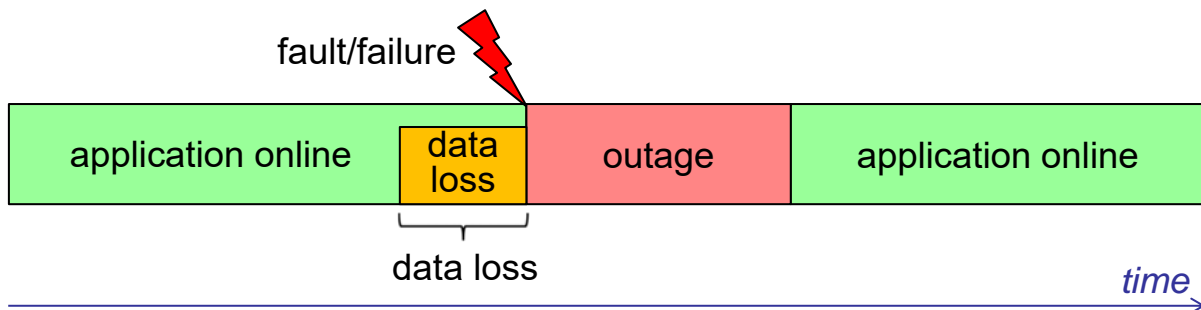 fault/failure
application online
data
loss
outage
application online
data loss
time